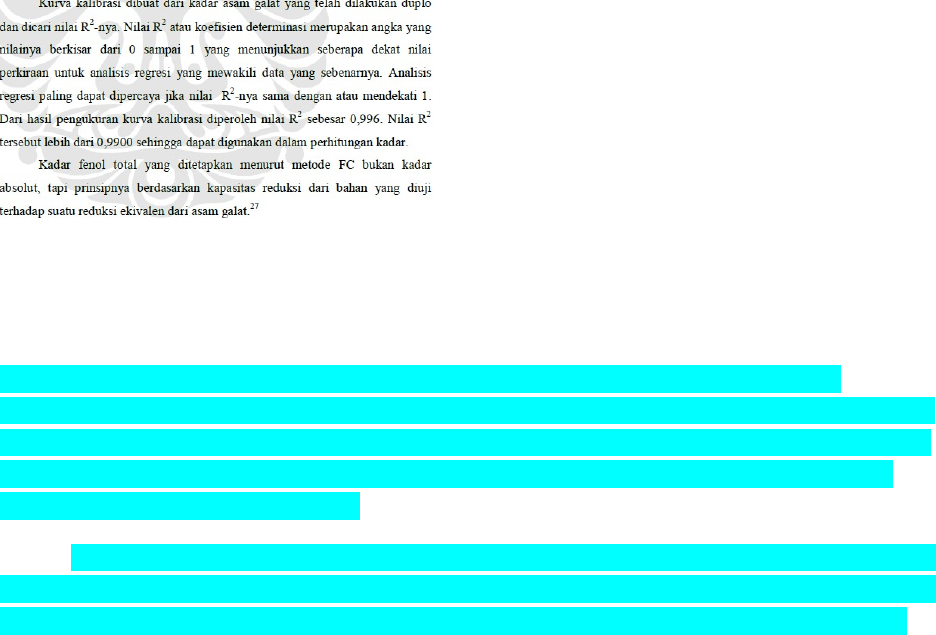 Kurva kalibrasi dibuat dari kadar asam galat yang telah dilakukan duplo
dan dicari nilai R²-nya. Nilai R² atau koefisien determinasi merupakan angka yang
nilainya berkisar dari 0 sampai 1 yang menunjukkan seberapa dekat nilai
perkiraan untuk analisis regresi yang mewakili data yang sebenarnya. Analisis
regresi paling dapat dipercaya jika nilai R²-nya sama dengan atau mendekati 1.
Dari hasil pengukuran kurva kalibrasi diperoleh nilai R² sebesar 0,996. Nilai R²
tersebut lebih dari 0,9900 sehingga dapat digunakan dalam perhitungan kadar.
Kadar fenol total yang ditetapkan menurut metode FC bukan kadar
absolut, tapi prinsipnya berdasarkan kapasitas reduksi dari bahan yang diuji
terhadap suatu reduksi ekivalen dari asam galat.²⁷